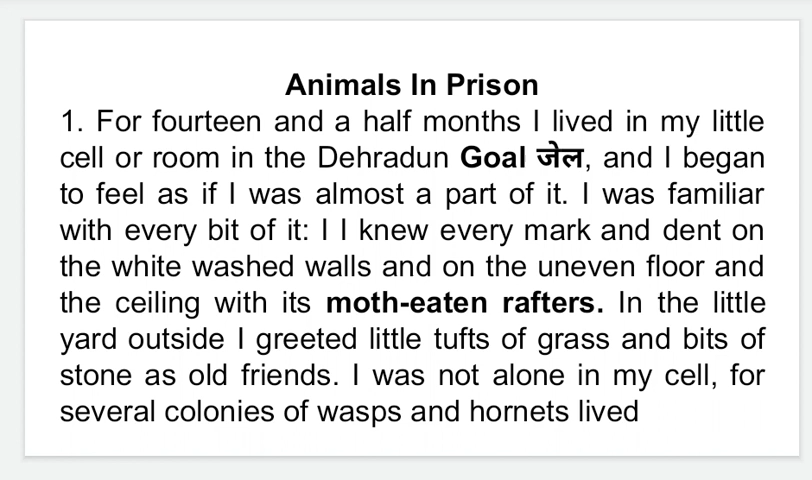 Animals In Prison
1. For fourteen and a half months I lived in my little
cell or room in the Dehradun Goal जेल, and I began
to feel as if I was almost a part of it. I was familiar
with every bit of it: I I knew every mark and dent on
the white washed walls and on the uneven floor and
the ceiling with its moth-eaten rafters. In the little
yard outside I greeted little tufts of grass and bits of
stone as old friends. I was not alone in my cell, for
several colonies of wasps and hornets lived